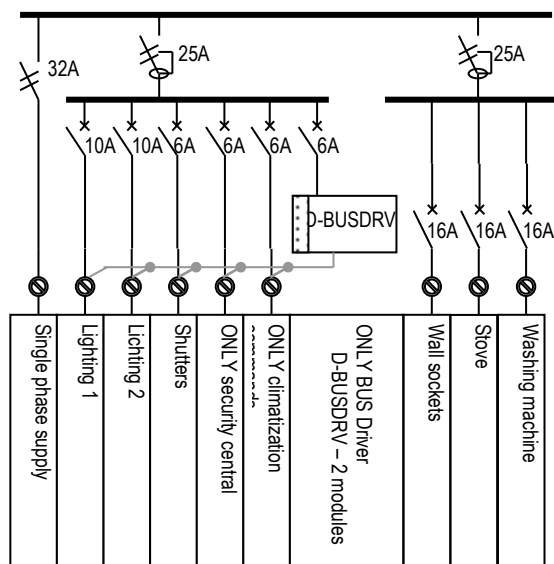 25A
25A
32A
10A
10A
6A
6A
6A
6A
D-BUSDRV
16A
16A
16A
Single phase supply
Lighting 1
Lichting 2
Shutters
ONLY security central
ONLY climatization
commands
ONLY BUS Driver
D-BUSDRV – 2 modules
Wall sockets
Stove
Washing machine